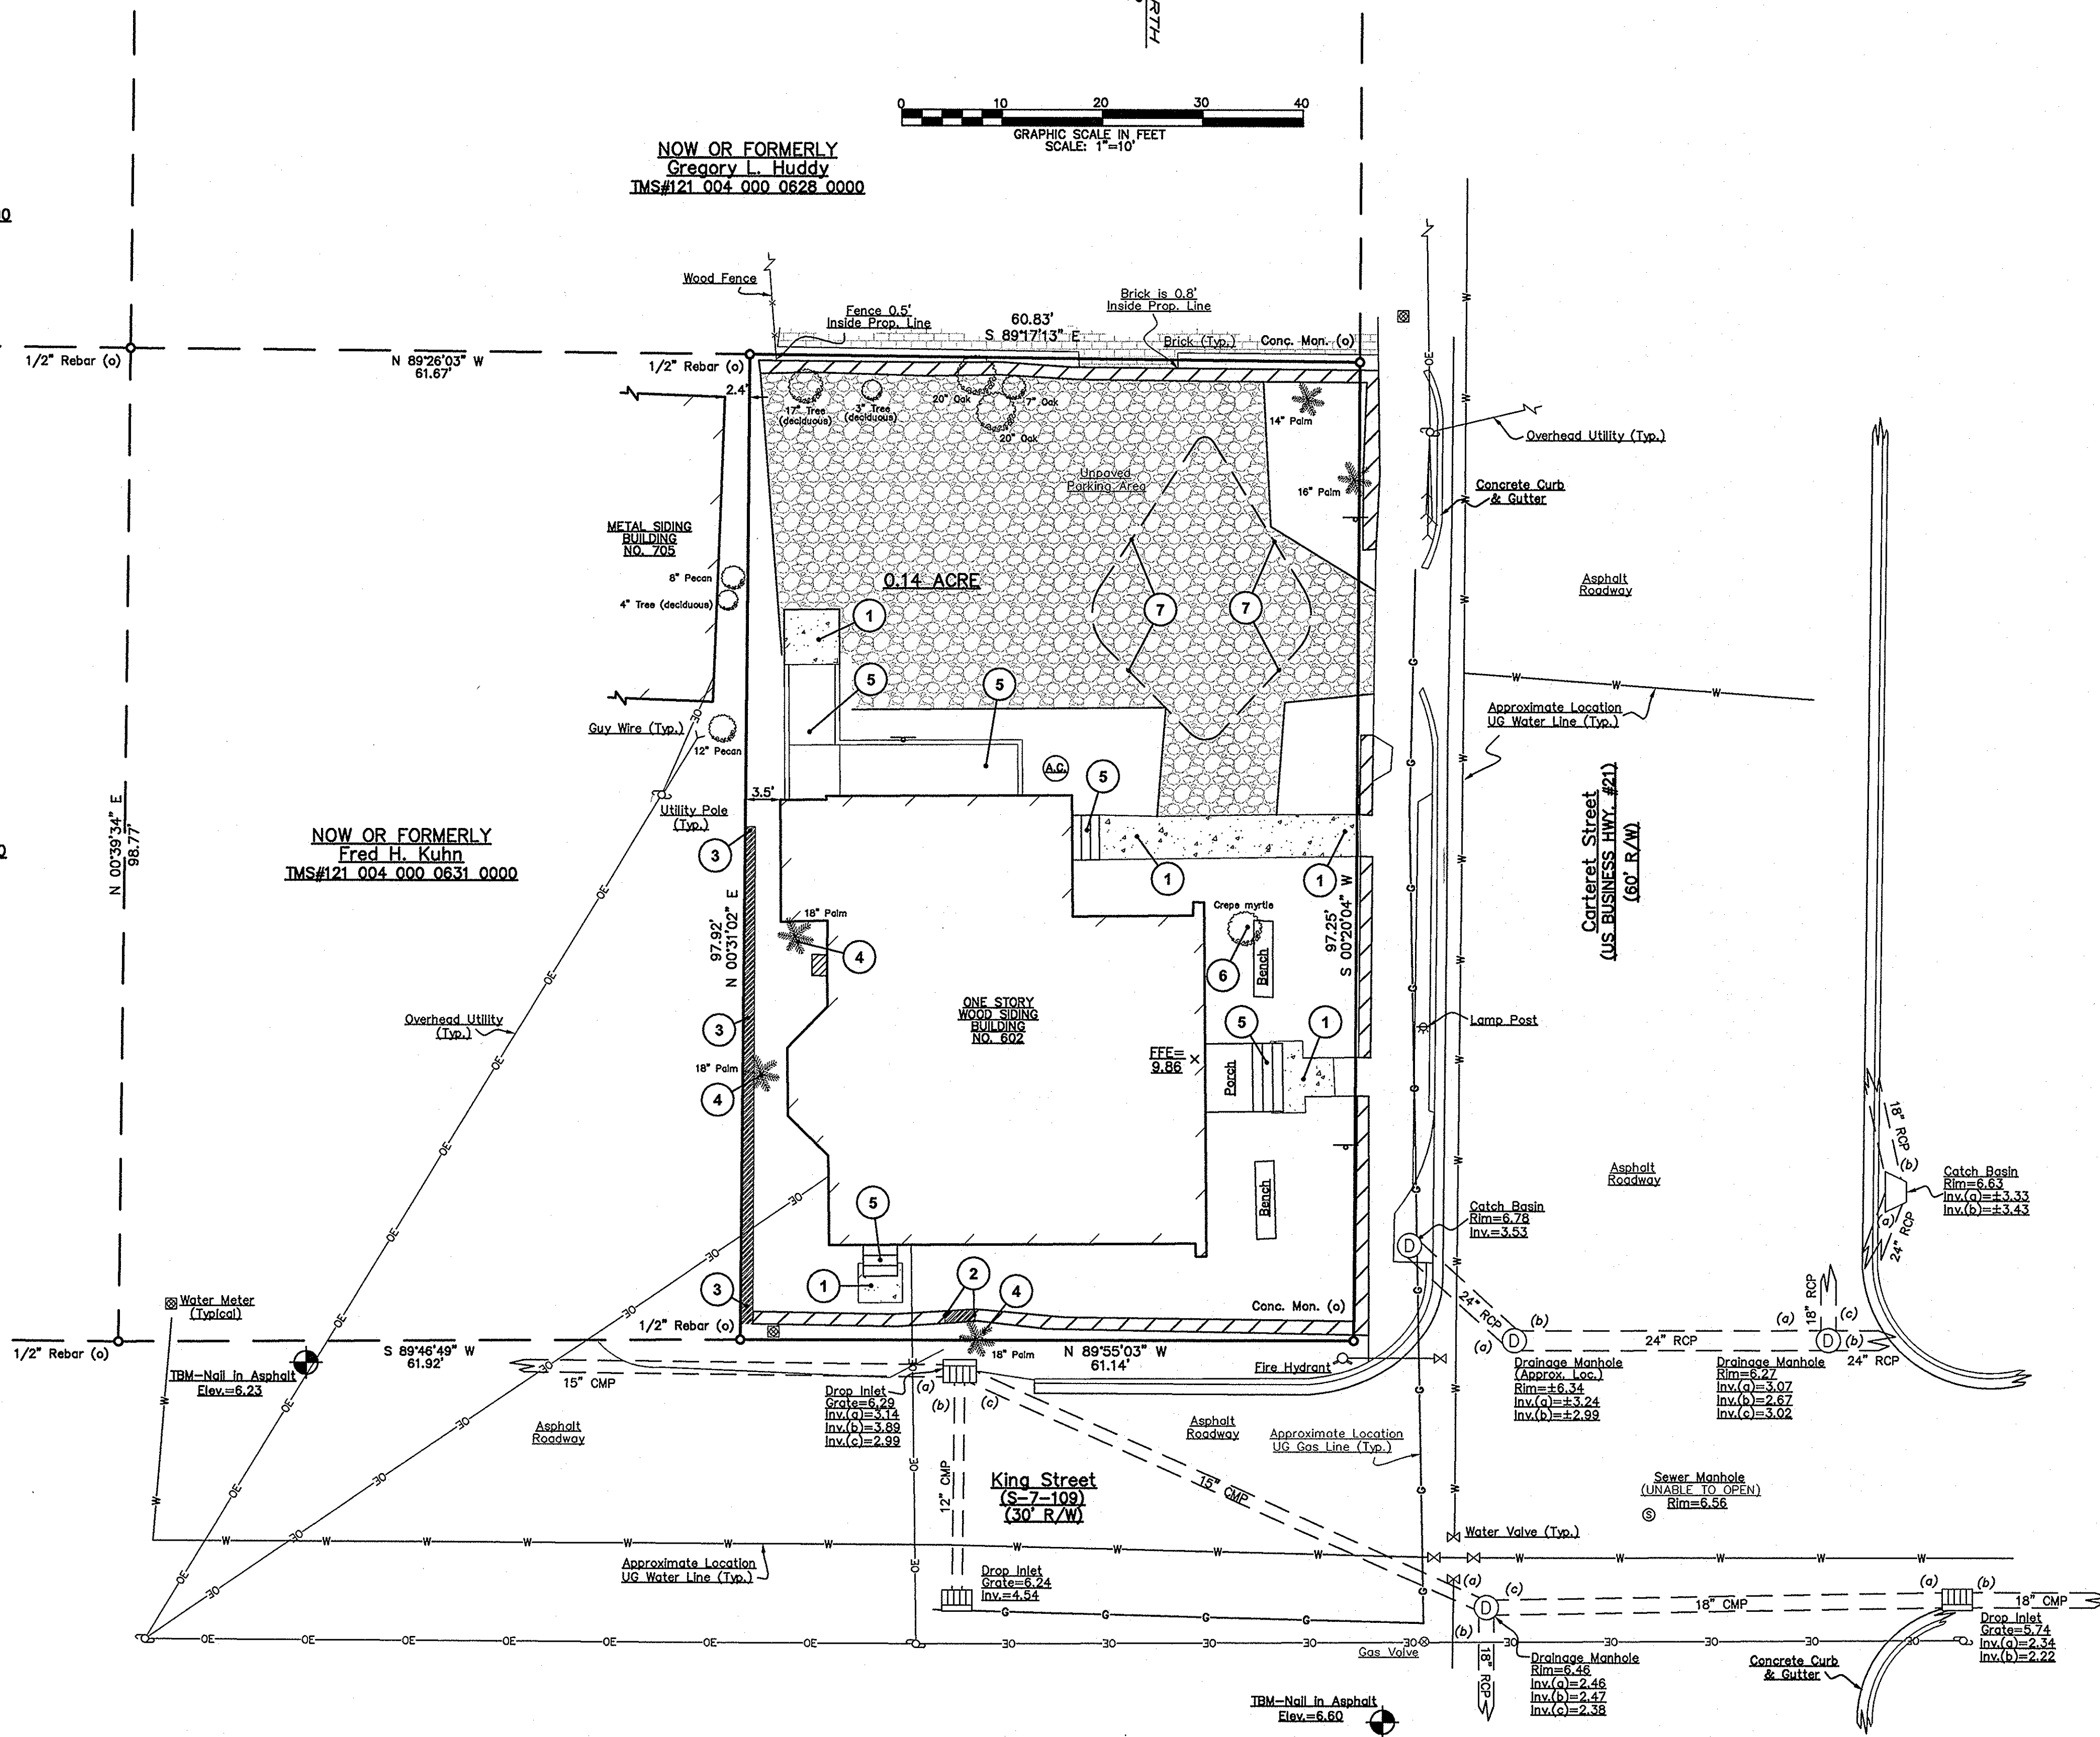 RTH
0 10 20 30 40
GRAPHIC SCALE IN FEET
SCALE: 1"=10'
NOW OR FORMERLY
Gregory L. Huddy
TMS#121 004 000 0628 0000
Wood Fence
Fence 0.5'
Inside Prop. Line
60.83'
S 89°17'13" E
Brick is 0.8'
Inside Prop. Line
Brick (Typ.)
Conc. Mon. (o)
1/2" Rebar (o)
N 89°26'03" W
61.67'
1/2" Rebar (o)
2.4'
17" Tree
(deciduous)
3" Tree
(deciduous)
20" Oak
7" Oak
20" Oak
14" Palm
16" Palm
Unpaved
Parking Area
OE
W
Overhead Utility (Typ.)
Concrete Curb
& Gutter
METAL SIDING
BUILDING
NO. 705
8" Pecan
4" Tree (deciduous)
0.14 ACRE
1
7
7
5
5
Asphalt
Roadway
Guy Wire (Typ.)
12" Pecan
OE
A.C.
5
3.5'
Utility Pole
(Typ.)
G
W
W
W
Approximate Location
UG Water Line (Typ.)
Carteret Street
(US BUSINESS HWY. #21)
(60' R/W)
N 00°39'34" E
98.77'
NOW OR FORMERLY
Fred H. Kuhn
TMS#121 004 000 0631 0000
3
1
1
97.92'
N 00°31'02" E
18" Palm
4
Crepe myrtle
6
Bench
97.25'
S 00°20'04" W
Overhead Utility
(Typ.)
3
ONE STORY
WOOD SIDING
BUILDING
NO. 602
FFE=
9.86
5
1
Porch
Lamp Post
18" Palm
4
Bench
Asphalt
Roadway
18" RCP
(b)
(a)
24" RCP
Catch Basin
Rim=6.63
Inv.(a)=±3.33
Inv.(b)=±3.43
Catch Basin
Rim=6.78
Inv.=3.53
5
1
2
4
3
Conc. Mon. (o)
Water Meter
(Typical)
1/2" Rebar (o)
S 89°46'49" W
61.92'
1/2" Rebar (o)
18" Palm
N 89°55'03" W
61.14'
Fire Hydrant
24" RCP
(a)
(b)
24" RCP
(a)
18" RCP
(c)
(b)
24" RCP
Drainage Manhole
(Approx. Loc.)
Rim=±6.34
Inv.(a)=±3.24
Inv.(b)=±2.99
Drainage Manhole
Rim=6.27
Inv.(a)=3.07
Inv.(b)=2.67
Inv.(c)=3.02
TBM-Nail in Asphalt
Elev.=6.23
15" CMP
Drop Inlet
Grate=6.29
Inv.(a)=3.14
Inv.(b)=3.89
Inv.(c)=2.99
(a)
(b)
(c)
Asphalt
Roadway
12" CMP
Asphalt
Roadway
15" CMP
Approximate Location
UG Gas Line (Typ.)
King Street
(S-7-109)
(30' R/W)
Sewer Manhole
(UNABLE TO OPEN)
Rim=6.56
S
Water Valve (Typ.)
Approximate Location
UG Water Line (Typ.)
Drop Inlet
Grate=6.24
Inv.=4.54
(a)
(c)
D
(b)
18" CMP
(a)
(b)
18" CMP
Drop Inlet
Grate=5.74
Inv.(a)=2.34
Inv.(b)=2.22
Gas Valve
18" RCP
Drainage Manhole
Rim=6.46
Inv.(a)=2.46
Inv.(b)=2.47
Inv.(c)=2.38
Concrete Curb
& Gutter
TBM-Nail in Asphalt
Elev.=6.60